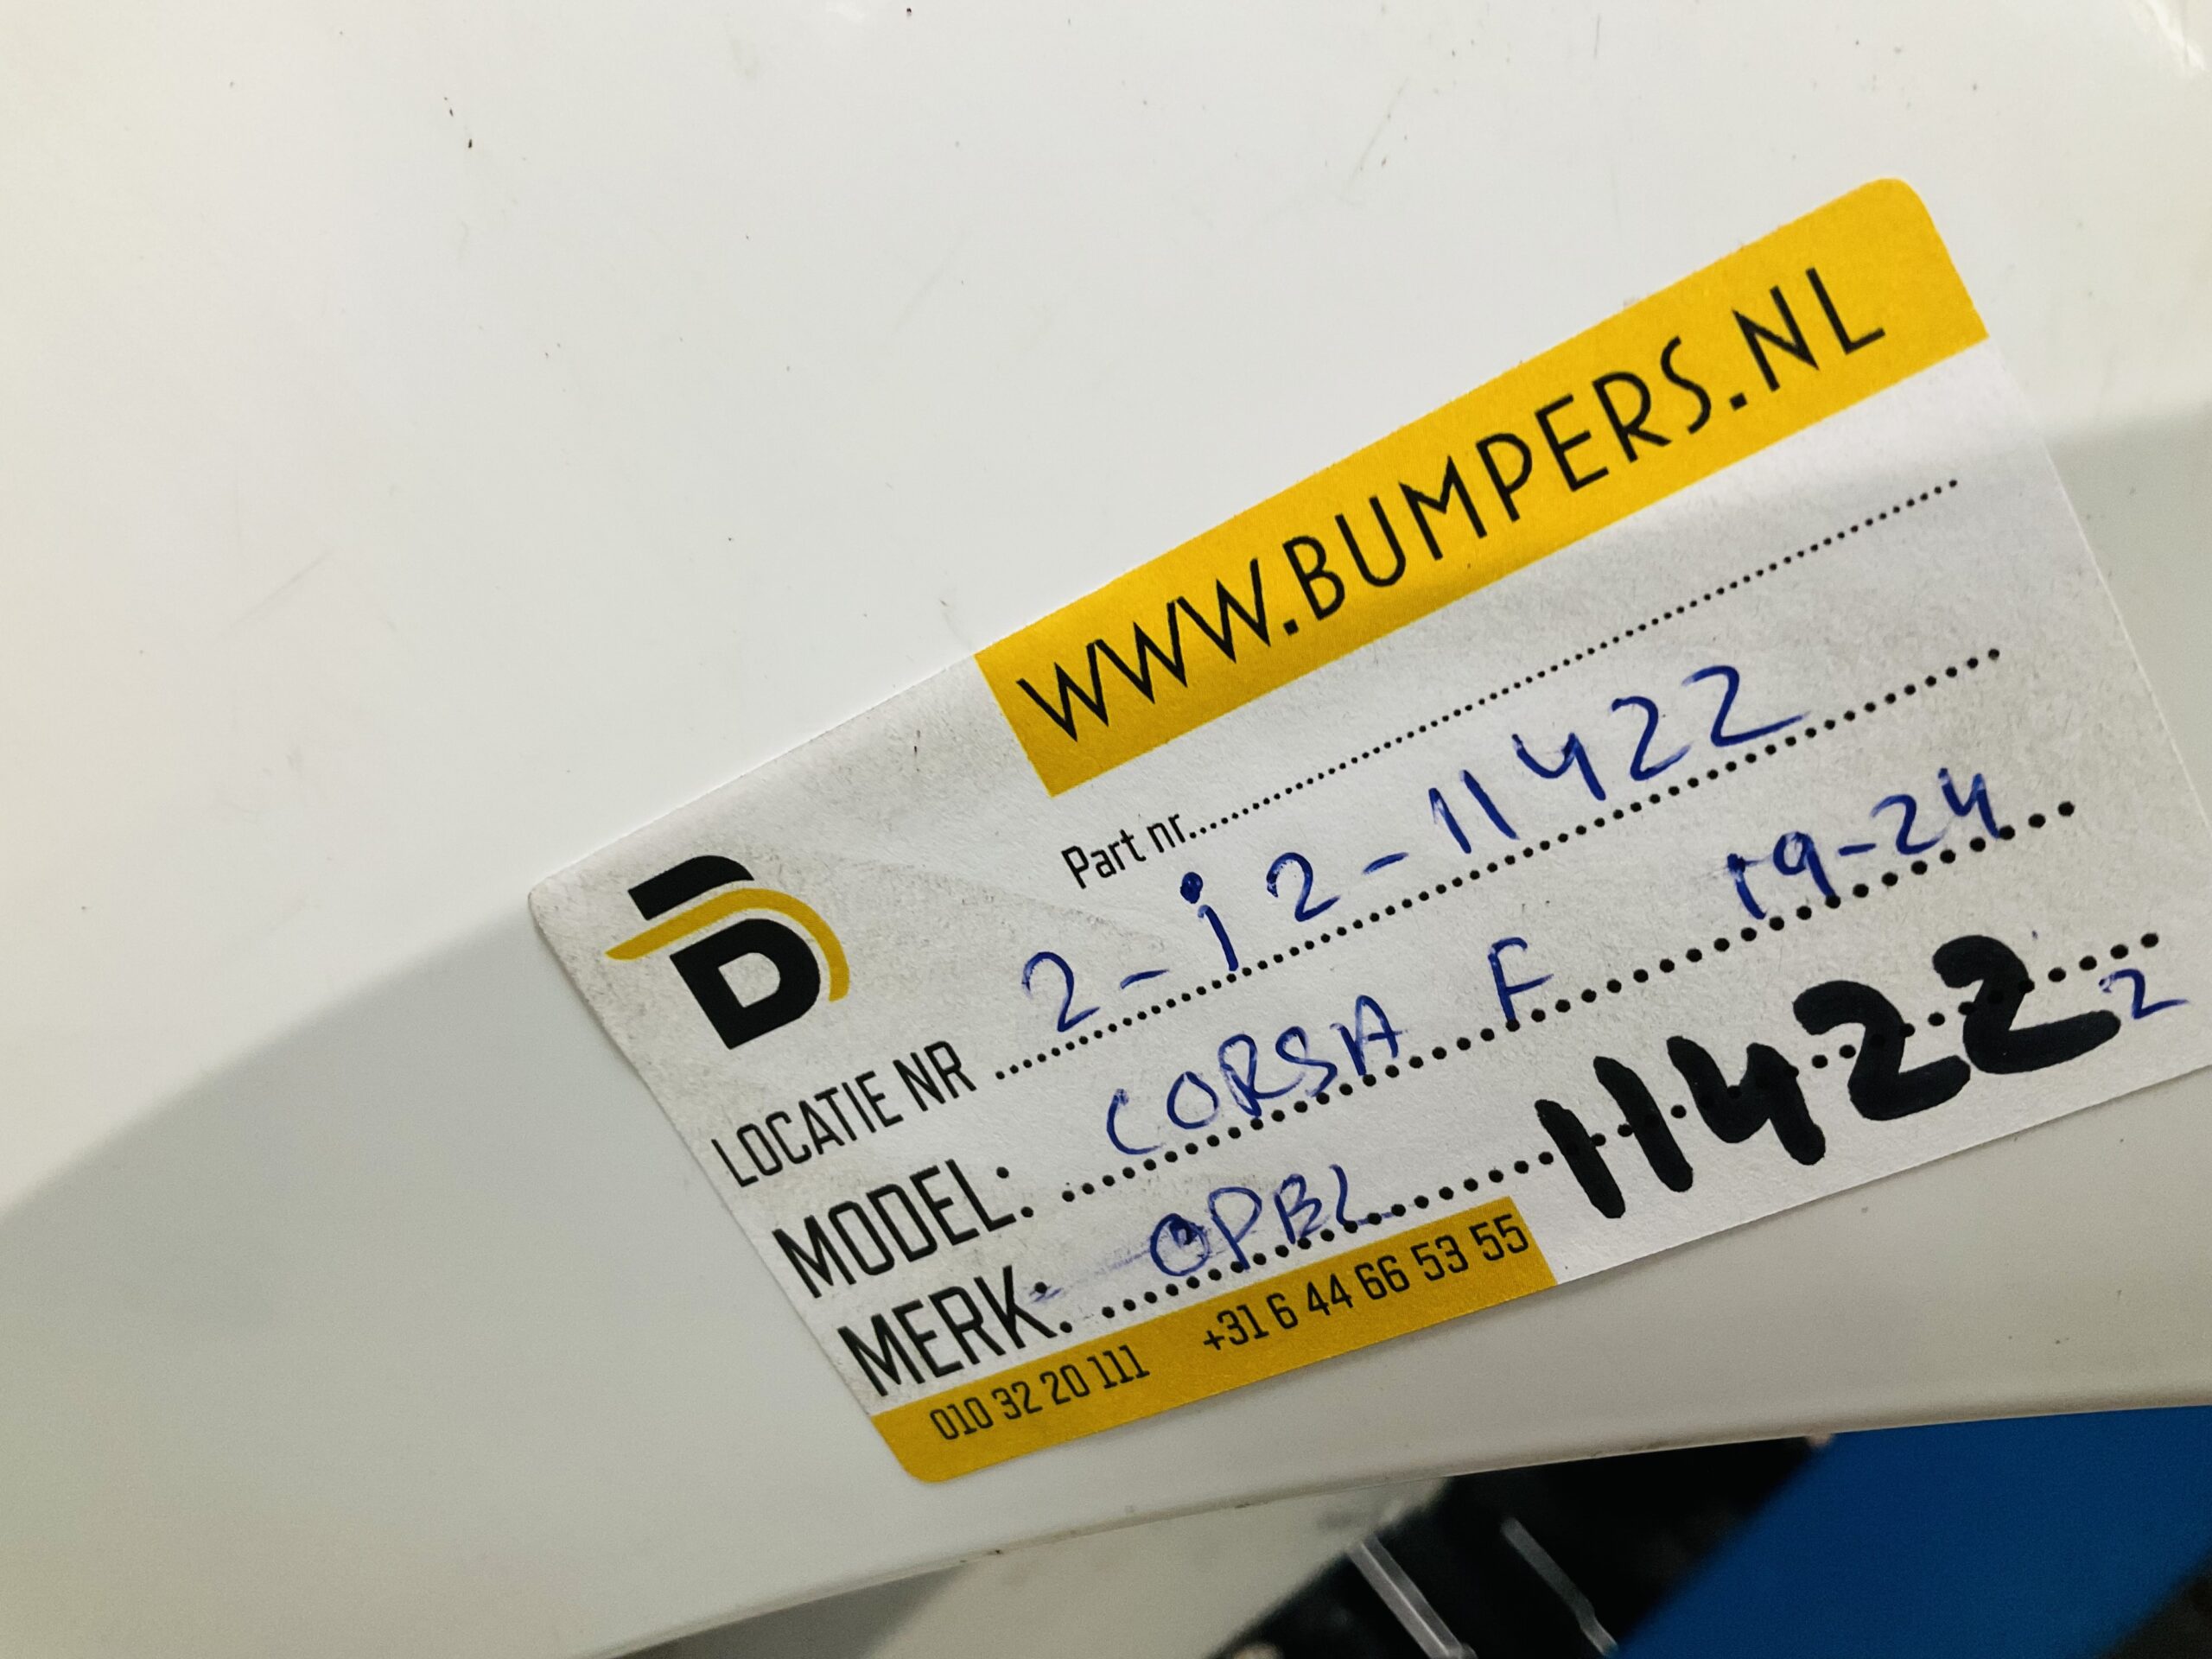 WWW.BUMPERS.NL
Part nr.
LOCATIE NR 2-i2-11422
MODEL: CORSA F 19-24
MERK: OPEL 11422 2
010 32 20 111 +31 6 44 66 53 55